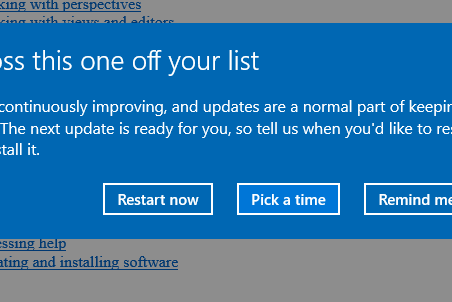 king with perspectives
king with views and editors
oss this one off your list
continuously improving, and updates are a normal part of keepin
The next update is ready for you, so tell us when you'd like to res
stall it.
Restart now
Pick a time
Remind me
essing help
ating and installing software